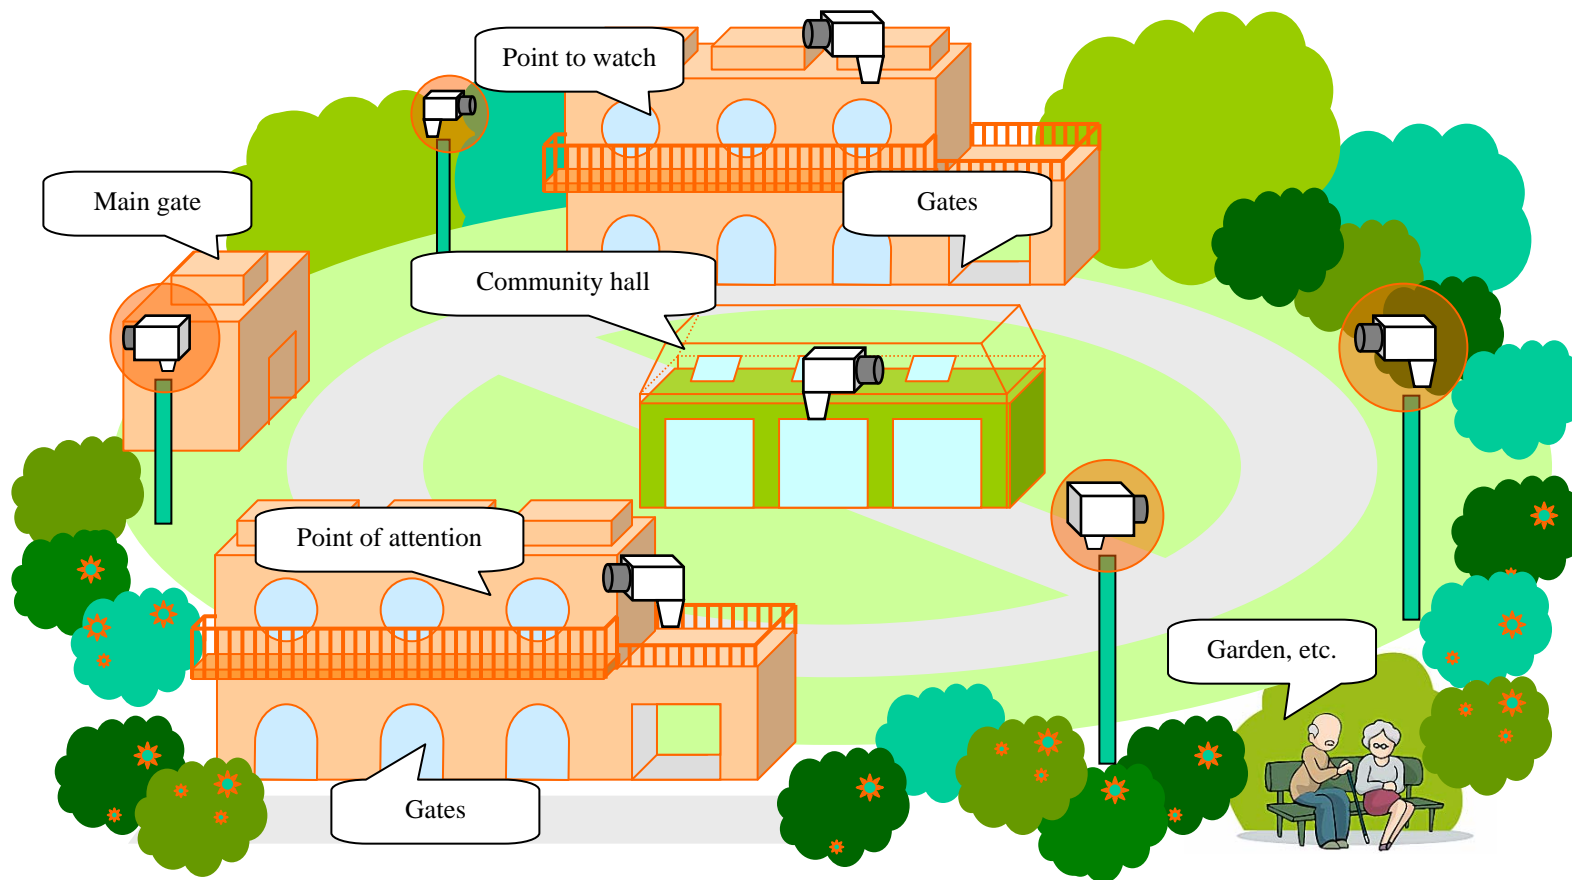 Point to watch
Main gate
Gates
Community hall
Point of attention
Garden, etc.
Gates